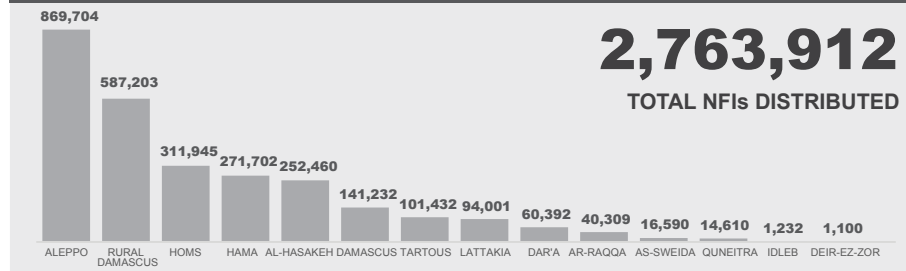 869,704
2,763,912
TOTAL NFIs DISTRIBUTED
587,203
311,945
271,702
252,460
141,232
101,432
94,001
60,392
40,309
16,590
14,610
1,232
1,100
ALEPPO
RURAL
DAMASCUS
HOMS
HAMA
AL-HASAKEH
DAMASCUS
TARTOUS
LATTAKIA
DAR'A
AR-RAQQA
AS-SWEIDA
QUNEITRA
IDLEB
DEIR-EZ-ZOR